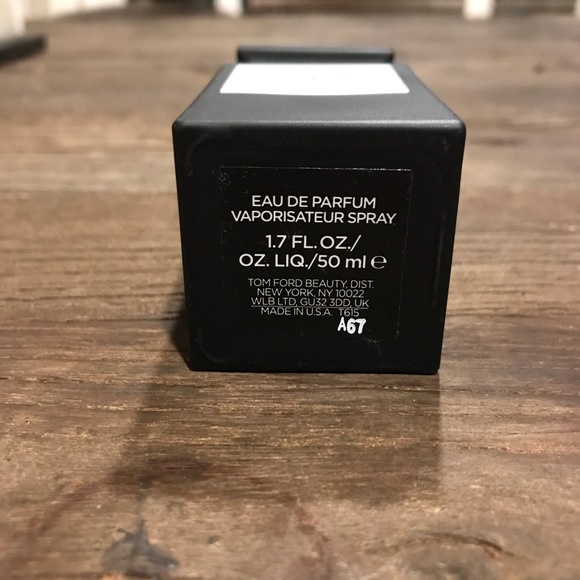 EAU DE PARFUM
VAPORISATEUR SPRAY
1.7 FL. OZ./
OZ. LIQ./50 ml ℮
TOM FORD BEAUTY, DIST.
NEW YORK, NY 10022
WLB LTD, GU32 3DD, UK
MADE IN U.S.A. T615
A67